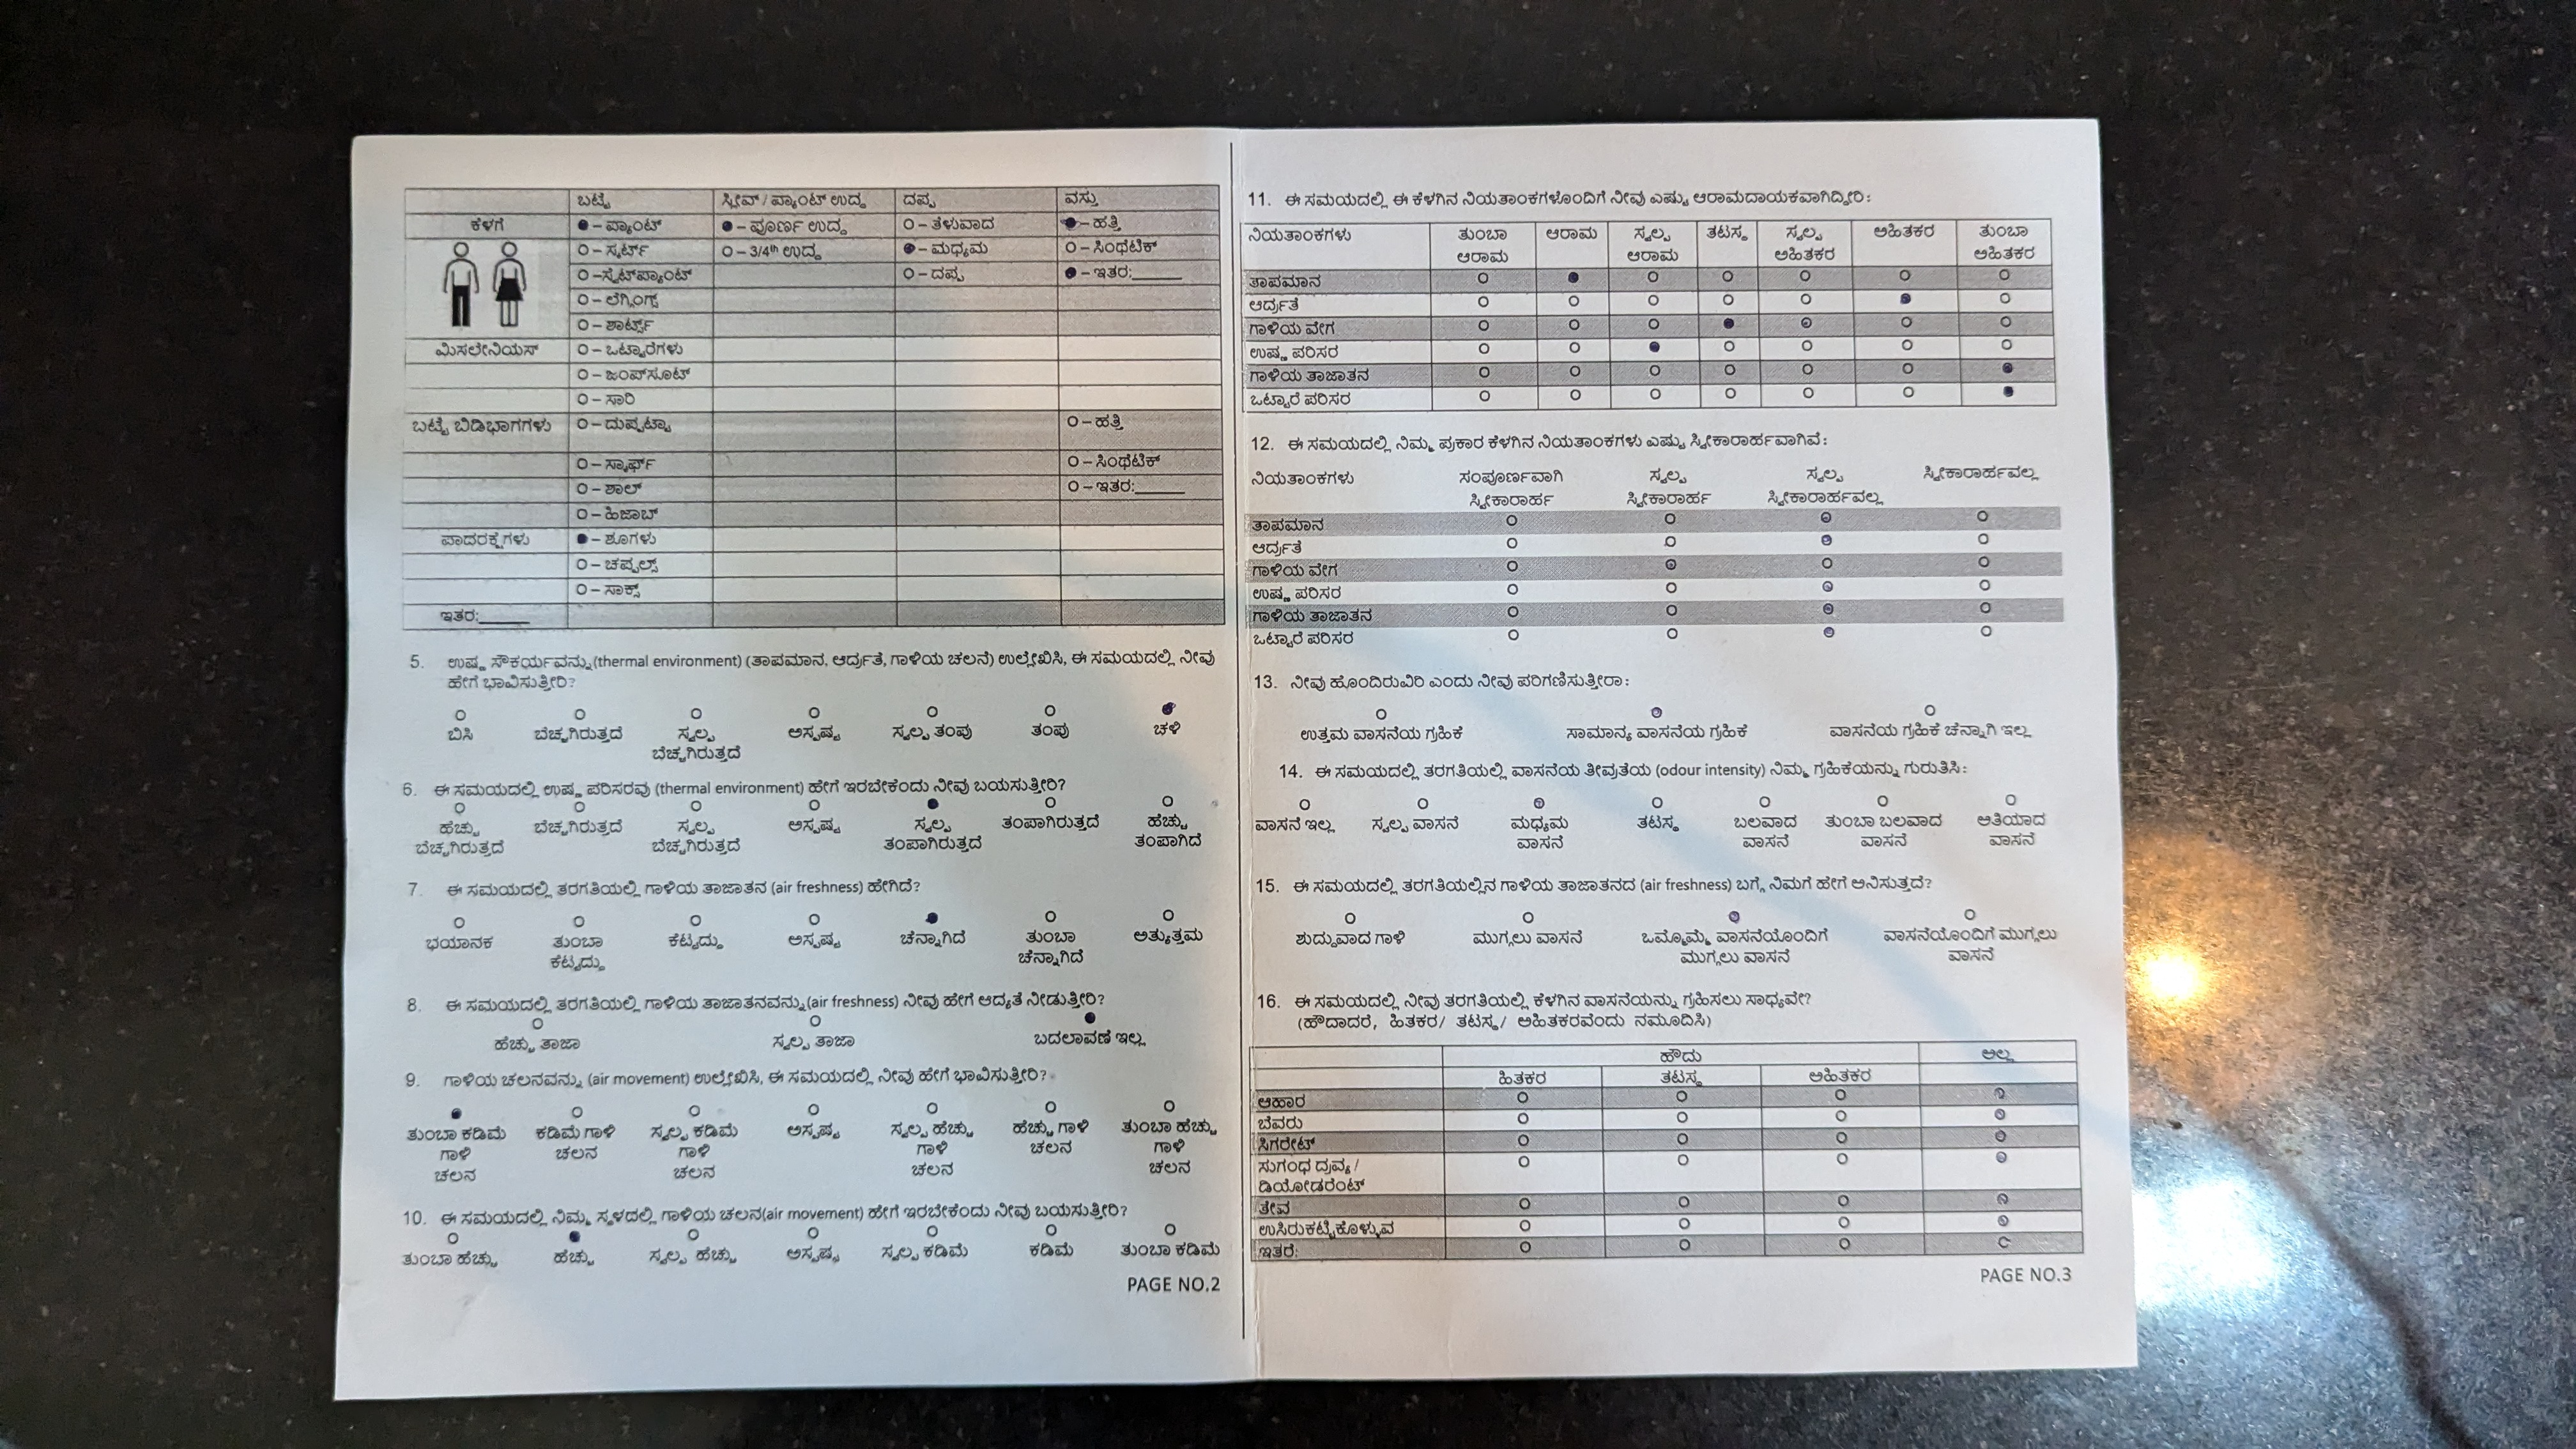 ಬಟ್ಟೆ ಸ್ಲೀವ್ / ಪ್ಯಾಂಟ್ ಉದ್ದ ದಪ್ಪ ವಸ್ತು
ಕೆಳಗೆ ●– ಪ್ಯಾಂಟ್ ●– ಪೂರ್ಣ ಉದ್ದ O – ತೆಳುವಾದ ●– ಹತ್ತಿ
O – ಸ್ಕರ್ಟ್ O – 3/4th ಉದ್ದ ●– ಮಧ್ಯಮ O – ಸಿಂಥೆಟಿಕ್
O –ಸ್ವೆಟ್‌ಪ್ಯಾಂಟ್ O – ದಪ್ಪ ●– ಇತರ:______
O – ಲೆಗ್ಗಿಂಗ್ಸ್
O – ಶಾರ್ಟ್ಸ್
ಮಿಸಲೇನಿಯಸ್ O – ಒಟ್ಟಾರೆಗಳು
O – ಜಂಪ್‌ಸೂಟ್
O – ಸಾರಿ
ಬಟ್ಟೆ ಬಿಡಿಭಾಗಗಳು O – ದುಪ್ಪಟ್ಟಾ O – ಹತ್ತಿ
O – ಸ್ಕಾರ್ಫ್ O – ಸಿಂಥೆಟಿಕ್
O – ಶಾಲ್ O – ಇತರ:______
O – ಹಿಜಾಬ್
ಪಾದರಕ್ಷೆಗಳು ●– ಶೂಗಳು
O – ಚಪ್ಪಲ್ಸ್
O – ಸಾಕ್ಸ್
ಇತರ:______
5. ಉಷ್ಣ ಸೌಕರ್ಯವನ್ನು (thermal environment) (ತಾಪಮಾನ, ಆರ್ದ್ರತೆ, ಗಾಳಿಯ ಚಲನೆ) ಉಲ್ಲೇಖಿಸಿ, ಈ ಸಮಯದಲ್ಲಿ ನೀವು
ಹೇಗೆ ಭಾವಿಸುತ್ತೀರಿ?
ಬಿಸಿ ಬೆಚ್ಚಗಿರುತ್ತದೆ ಸ್ವಲ್ಪ ಅಸ್ಪಷ್ಟ ಸ್ವಲ್ಪ ತಂಪು ತಂಪು ಚಳಿ
ಬೆಚ್ಚಗಿರುತ್ತದೆ
6. ಈ ಸಮಯದಲ್ಲಿ ಉಷ್ಣ ಪರಿಸರವು (thermal environment) ಹೇಗೆ ಇರಬೇಕೆಂದು ನೀವು ಬಯಸುತ್ತೀರಿ?
ಹೆಚ್ಚು ಬೆಚ್ಚಗಿರುತ್ತದೆ ಸ್ವಲ್ಪ ಅಸ್ಪಷ್ಟ ಸ್ವಲ್ಪ ತಂಪಾಗಿರುತ್ತದೆ ಹೆಚ್ಚು
ಬೆಚ್ಚಗಿರುತ್ತದೆ ಬೆಚ್ಚಗಿರುತ್ತದೆ ತಂಪಾಗಿರುತ್ತದೆ ತಂಪಾಗಿದೆ
7. ಈ ಸಮಯದಲ್ಲಿ ತರಗತಿಯಲ್ಲಿ ಗಾಳಿಯ ತಾಜಾತನ (air freshness) ಹೇಗಿದೆ?
ಭಯಾನಕ ತುಂಬಾ ಕೆಟ್ಟದ್ದು ಅಸ್ಪಷ್ಟ ಚೆನ್ನಾಗಿದೆ ತುಂಬಾ ಅತ್ಯುತ್ತಮ
ಕೆಟ್ಟದ್ದು ಚೆನ್ನಾಗಿದೆ
8. ಈ ಸಮಯದಲ್ಲಿ ತರಗತಿಯಲ್ಲಿ ಗಾಳಿಯ ತಾಜಾತನವನ್ನು (air freshness) ನೀವು ಹೇಗೆ ಆದ್ಯತೆ ನೀಡುತ್ತೀರಿ?
ಹೆಚ್ಚು ತಾಜಾ ಸ್ವಲ್ಪ ತಾಜಾ ಬದಲಾವಣೆ ಇಲ್ಲ
9. ಗಾಳಿಯ ಚಲನವನ್ನು (air movement) ಉಲ್ಲೇಖಿಸಿ, ಈ ಸಮಯದಲ್ಲಿ ನೀವು ಹೇಗೆ ಭಾವಿಸುತ್ತೀರಿ?
ತುಂಬಾ ಕಡಿಮೆ ಕಡಿಮೆ ಗಾಳಿ ಸ್ವಲ್ಪ ಕಡಿಮೆ ಅಸ್ಪಷ್ಟ ಸ್ವಲ್ಪ ಹೆಚ್ಚು ಹೆಚ್ಚು ಗಾಳಿ ತುಂಬಾ ಹೆಚ್ಚು
ಗಾಳಿ ಚಲನ ಗಾಳಿ ಗಾಳಿ ಚಲನ ಗಾಳಿ
ಚಲನ ಚಲನ ಚಲನ ಚಲನ
10. ಈ ಸಮಯದಲ್ಲಿ ನಿಮ್ಮ ಸ್ಥಳದಲ್ಲಿ ಗಾಳಿಯ ಚಲನ(air movement) ಹೇಗೆ ಇರಬೇಕೆಂದು ನೀವು ಬಯಸುತ್ತೀರಿ?
ತುಂಬಾ ಹೆಚ್ಚು ಹೆಚ್ಚು ಸ್ವಲ್ಪ ಹೆಚ್ಚು ಅಸ್ಪಷ್ಟ ಸ್ವಲ್ಪ ಕಡಿಮೆ ಕಡಿಮೆ ತುಂಬಾ ಕಡಿಮೆ
PAGE NO.2
11. ಈ ಸಮಯದಲ್ಲಿ ಈ ಕೆಳಗಿನ ನಿಯತಾಂಕಗಳೊಂದಿಗೆ ನೀವು ಎಷ್ಟು ಆರಾಮದಾಯಕವಾಗಿದ್ದೀರಿ:
ನಿಯತಾಂಕಗಳು ತುಂಬಾ ಆರಾಮ ಸ್ವಲ್ಪ ತಟಸ್ಥ ಸ್ವಲ್ಪ ಅಹಿತಕರ ತುಂಬಾ
ಆರಾಮ ಆರಾಮ ಅಹಿತಕರ ಅಹಿತಕರ
ತಾಪಮಾನ
ಆರ್ದ್ರತೆ
ಗಾಳಿಯ ವೇಗ
ಉಷ್ಣ ಪರಿಸರ
ಗಾಳಿಯ ತಾಜಾತನ
ಒಟ್ಟಾರೆ ಪರಿಸರ
12. ಈ ಸಮಯದಲ್ಲಿ ನಿಮ್ಮ ಪ್ರಕಾರ ಕೆಳಗಿನ ನಿಯತಾಂಕಗಳು ಎಷ್ಟು ಸ್ವೀಕಾರಾರ್ಹವಾಗಿವೆ:
ನಿಯತಾಂಕಗಳು ಸಂಪೂರ್ಣವಾಗಿ ಸ್ವಲ್ಪ ಸ್ವಲ್ಪ ಸ್ವೀಕಾರಾರ್ಹವಲ್ಲ
ಸ್ವೀಕಾರಾರ್ಹ ಸ್ವೀಕಾರಾರ್ಹ ಸ್ವೀಕಾರಾರ್ಹವಲ್ಲ
ತಾಪಮಾನ
ಆರ್ದ್ರತೆ
ಗಾಳಿಯ ವೇಗ
ಉಷ್ಣ ಪರಿಸರ
ಗಾಳಿಯ ತಾಜಾತನ
ಒಟ್ಟಾರೆ ಪರಿಸರ
13. ನೀವು ಹೊಂದಿರುವಿರಿ ಎಂದು ನೀವು ಪರಿಗಣಿಸುತ್ತೀರಾ:
ಉತ್ತಮ ವಾಸನೆಯ ಗ್ರಹಿಕೆ ಸಾಮಾನ್ಯ ವಾಸನೆಯ ಗ್ರಹಿಕೆ ವಾಸನೆಯ ಗ್ರಹಿಕೆ ಚೆನ್ನಾಗಿ ಇಲ್ಲ
14. ಈ ಸಮಯದಲ್ಲಿ ತರಗತಿಯಲ್ಲಿ ವಾಸನೆಯ ತೀವ್ರತೆಯ (odour intensity) ನಿಮ್ಮ ಗ್ರಹಿಕೆಯನ್ನು ಗುರುತಿಸಿ:
ವಾಸನೆ ಇಲ್ಲ ಸ್ವಲ್ಪ ವಾಸನೆ ಮಧ್ಯಮ ತಟಸ್ಥ ಬಲವಾದ ತುಂಬಾ ಬಲವಾದ ಅತಿಯಾದ
ವಾಸನೆ ವಾಸನೆ ವಾಸನೆ ವಾಸನೆ
15. ಈ ಸಮಯದಲ್ಲಿ ತರಗತಿಯಲ್ಲಿನ ಗಾಳಿಯ ತಾಜಾತನದ (air freshness) ಬಗ್ಗೆ ನಿಮಗೆ ಹೇಗೆ ಅನಿಸುತ್ತದೆ?
ಶುದ್ದುವಾದ ಗಾಳಿ ಮುಗ್ಗಲು ವಾಸನೆ ಒಮ್ಮೊಮ್ಮೆ ವಾಸನೆಯೊಂದಿಗೆ ವಾಸನೆಯೊಂದಿಗೆ ಮುಗ್ಗಲು
ಮುಗ್ಗಲು ವಾಸನೆ ವಾಸನೆ
16. ಈ ಸಮಯದಲ್ಲಿ ನೀವು ತರಗತಿಯಲ್ಲಿ ಕೆಳಗಿನ ವಾಸನೆಯನ್ನು ಗ್ರಹಿಸಲು ಸಾಧ್ಯವೇ?
(ಹೌದಾದರೆ, ಹಿತಕರ/ ತಟಸ್ಥ/ ಅಹಿತಕರವೆಂದು ನಮೂದಿಸಿ)
ಹೌದು ಅಲ್ಲ
ಹಿತಕರ ತಟಸ್ಥ ಅಹಿತಕರ
ಆಹಾರ
ಬೆವರು
ಸಿಗರೇಟ್
ಸುಗಂಧ ದ್ರವ್ಯ /
ಡಿಯೋಡರೆಂಟ್
ತೇವ
ಉಸಿರುಕಟ್ಟಿಕೊಳ್ಳುವ
ಇತರೆ:
PAGE NO.3